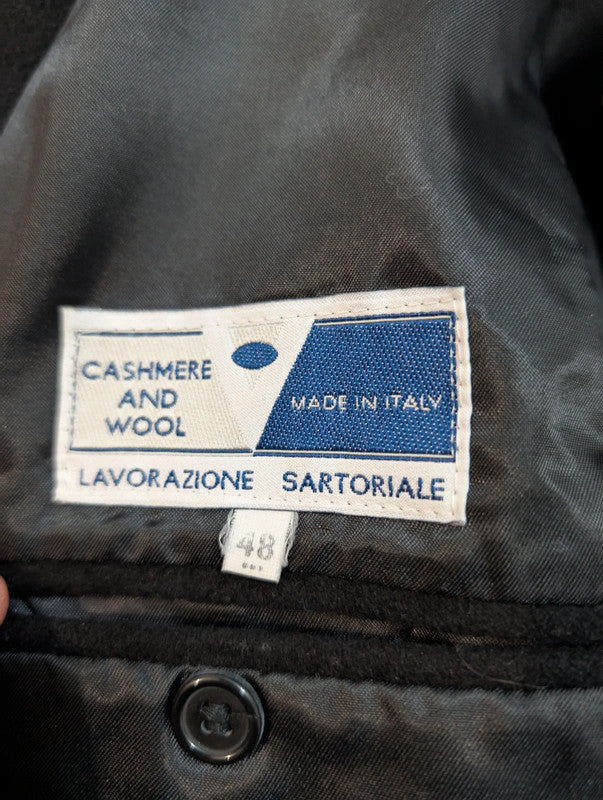 CASHMERE
AND
WOOL
MADE IN ITALY
LAVORAZIONE SARTORIALE
48